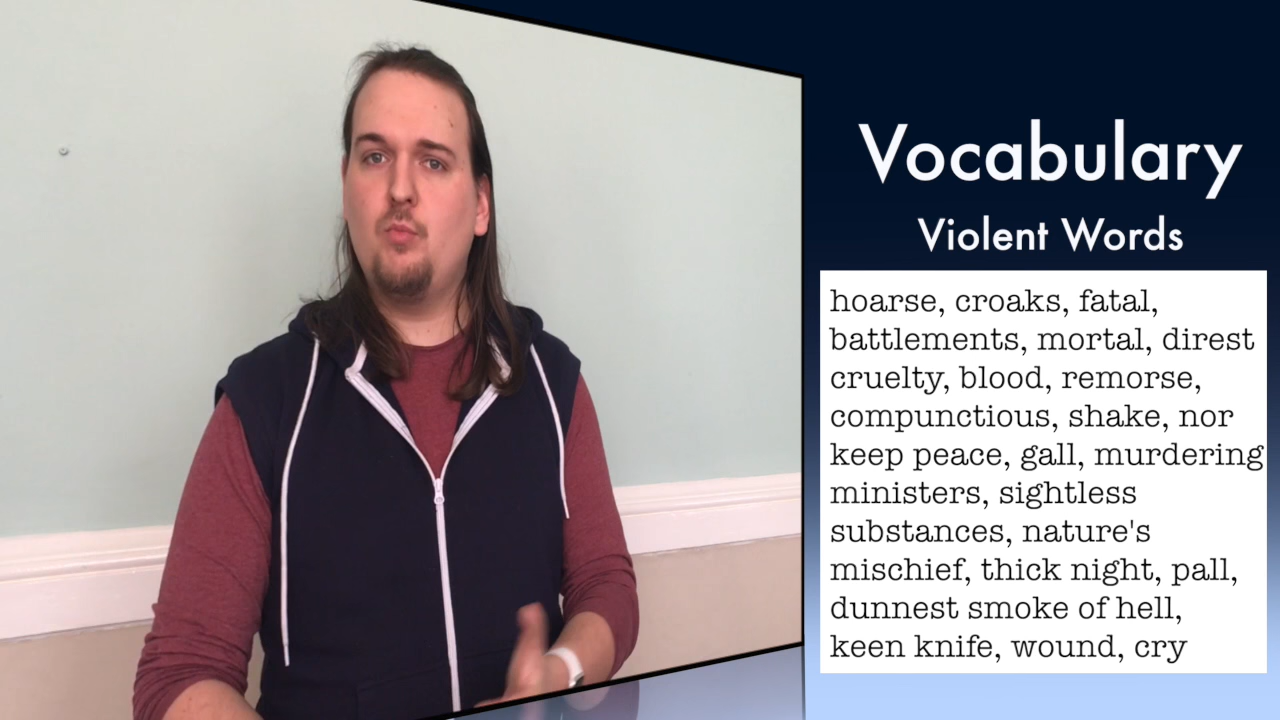 Vocabulary
Violent Words
hoarse, croaks, fatal,
battlements, mortal, direst
cruelty, blood, remorse,
compunctious, shake, nor
keep peace, gall, murdering
ministers, sightless
substances, nature's
mischief, thick night, pall,
dunnest smoke of hell,
keen knife, wound, cry